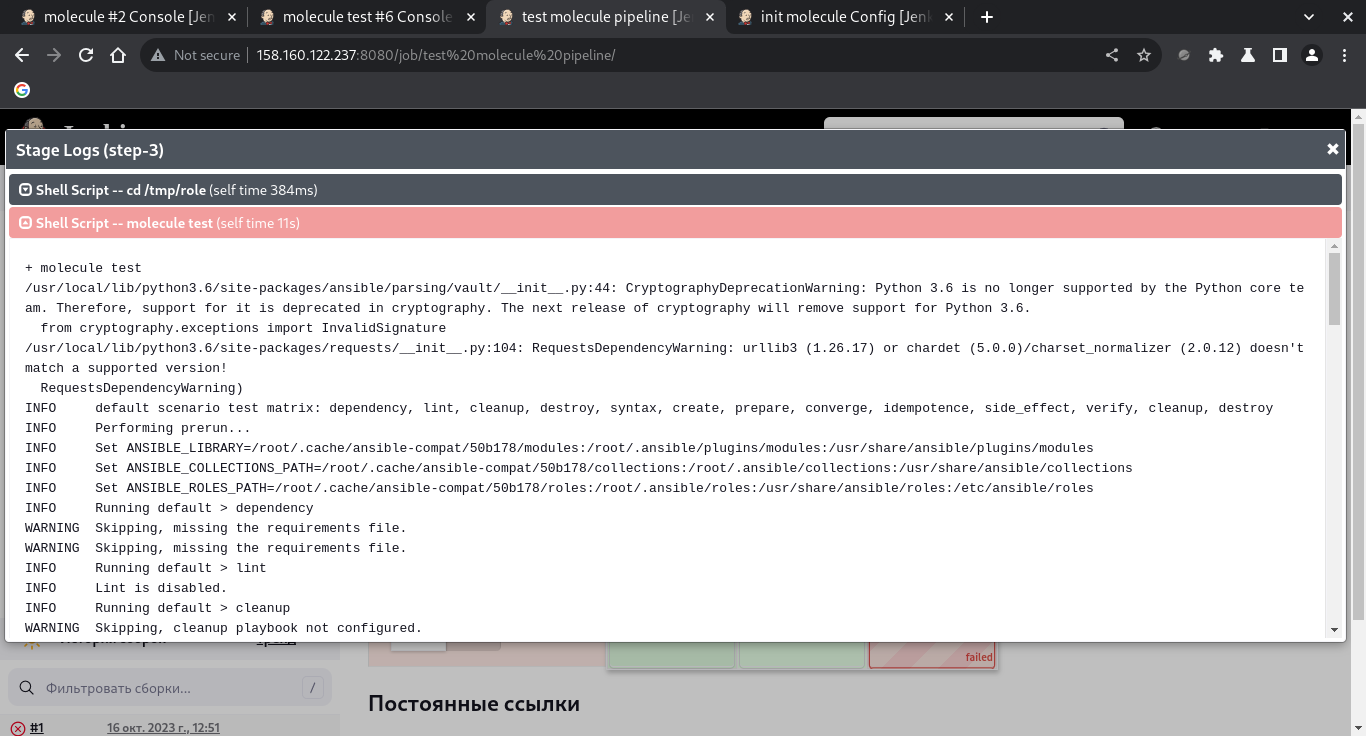 molecule #2 Console [Jen
molecule test #6 Console
test molecule pipeline [Je
init molecule Config [Jenk
Not secure
158.160.122.237:8080/job/test%20molecule%20pipeline/
Stage Logs (step-3)
Shell Script -- cd /tmp/role (self time 384ms)
Shell Script -- molecule test (self time 11s)
+ molecule test
/usr/local/lib/python3.6/site-packages/ansible/parsing/vault/__init__.py:44: CryptographyDeprecationWarning: Python 3.6 is no longer supported by the Python core te
am. Therefore, support for it is deprecated in cryptography. The next release of cryptography will remove support for Python 3.6.
from cryptography.exceptions import InvalidSignature
/usr/local/lib/python3.6/site-packages/requests/__init__.py:104: RequestsDependencyWarning: urllib3 (1.26.17) or chardet (5.0.0)/charset_normalizer (2.0.12) doesn't
match a supported version!
RequestsDependencyWarning)
INFO     default scenario test matrix: dependency, lint, cleanup, destroy, syntax, create, prepare, converge, idempotence, side_effect, verify, cleanup, destroy
INFO     Performing prerun...
INFO     Set ANSIBLE_LIBRARY=/root/.cache/ansible-compat/50b178/modules:/root/.ansible/plugins/modules:/usr/share/ansible/plugins/modules
INFO     Set ANSIBLE_COLLECTIONS_PATH=/root/.cache/ansible-compat/50b178/collections:/root/.ansible/collections:/usr/share/ansible/collections
INFO     Set ANSIBLE_ROLES_PATH=/root/.cache/ansible-compat/50b178/roles:/root/.ansible/roles:/usr/share/ansible/roles:/etc/ansible/roles
INFO     Running default > dependency
WARNING  Skipping, missing the requirements file.
WARNING  Skipping, missing the requirements file.
INFO     Running default > lint
INFO     Lint is disabled.
INFO     Running default > cleanup
WARNING  Skipping, cleanup playbook not configured.
failed
Фильтровать сборки...
/
Постоянные ссылки
#1
16 окт. 2023 г., 12:51